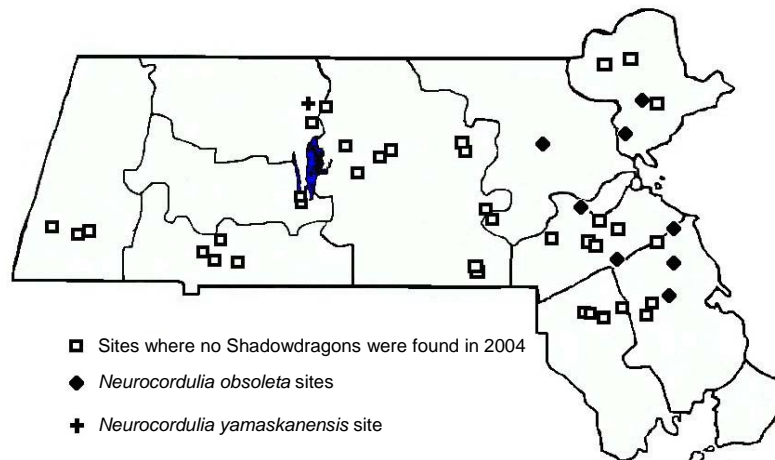 Sites where no Shadowdragons were found in 2004
Neurocordulia obsoleta sites
Neurocordulia yamaskanensis site